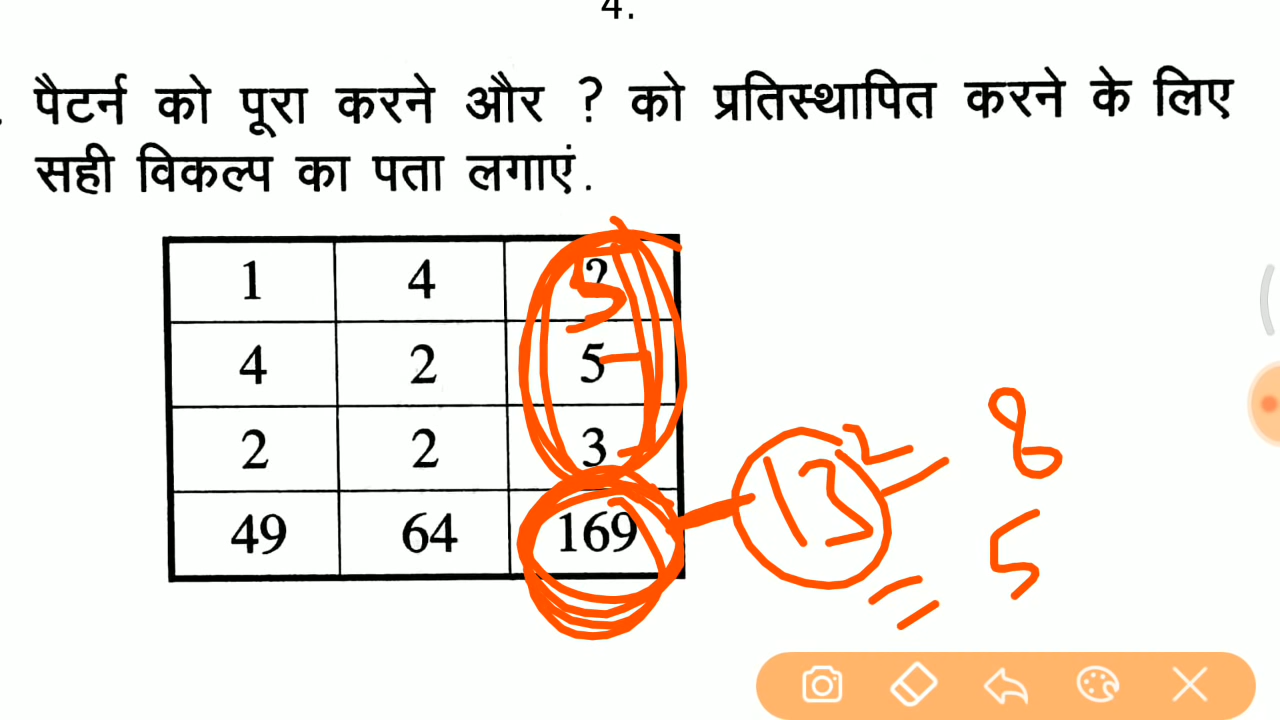 4.
पैटर्न को पूरा करने और ? को प्रतिस्थापित करने के लिए
सही विकल्प का पता लगाएं.
1 4 ? 5
4 2 5
2 2 3
49 64 169
13² = 8
= 5